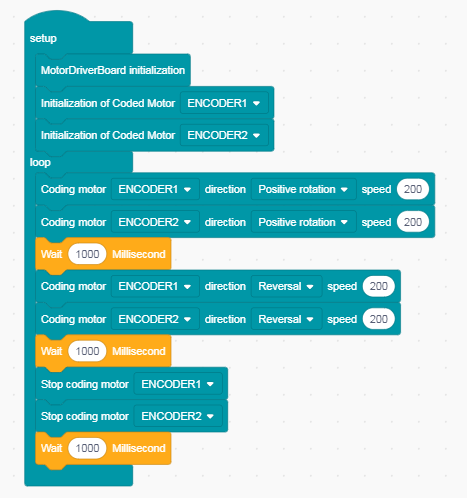 setup
MotorDriverBoard initialization
Initialization of Coded Motor ENCODER1
Initialization of Coded Motor ENCODER2
loop
Coding motor ENCODER1 direction Positive rotation speed 200
Coding motor ENCODER2 direction Positive rotation speed 200
Wait 1000 Millisecond
Coding motor ENCODER1 direction Reversal speed 200
Coding motor ENCODER2 direction Reversal speed 200
Wait 1000 Millisecond
Stop coding motor ENCODER1
Stop coding motor ENCODER2
Wait 1000 Millisecond